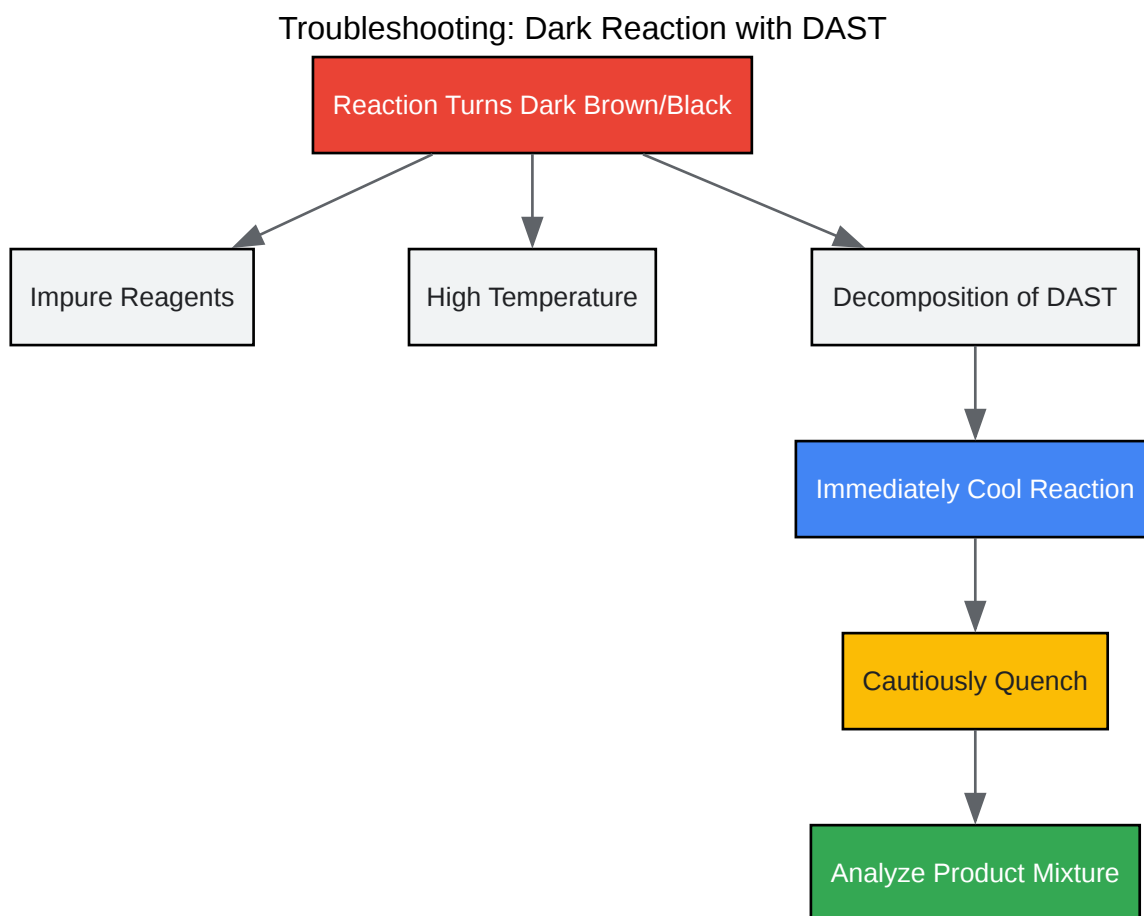 Troubleshooting: Dark Reaction with DAST
Reaction Turns Dark Brown/Black
Impure Reagents
High Temperature
Decomposition of DAST
Immediately Cool Reaction
Cautiously Quench
Analyze Product Mixture